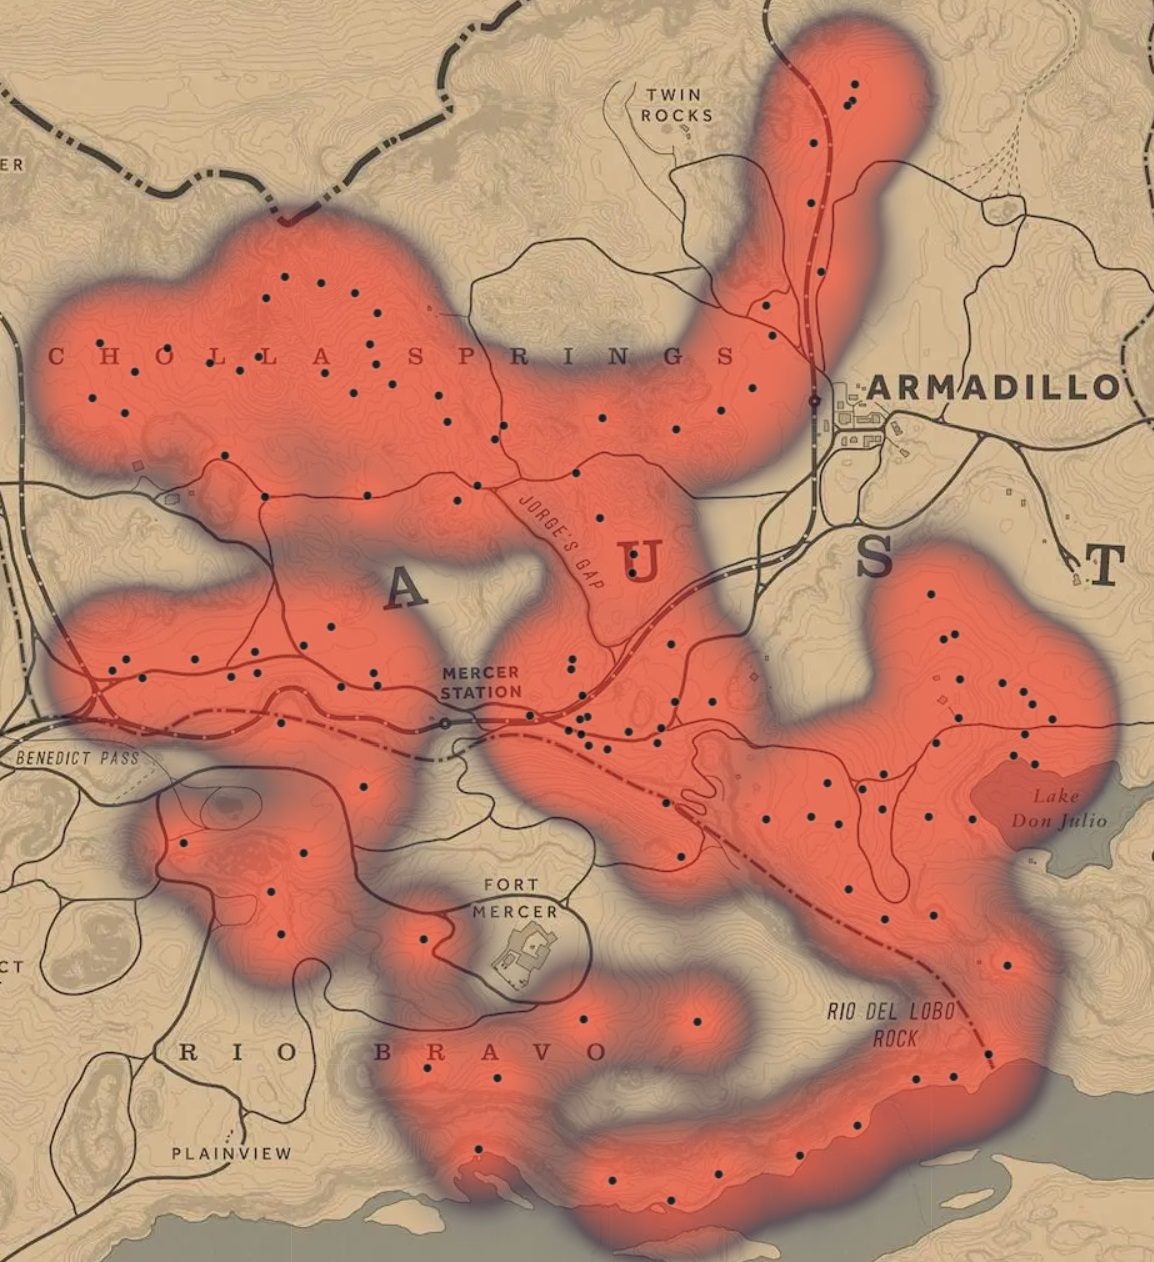 TWIN
ROCKS
ER
CHOLLA SPRINGS
ARMADILLO
JORGE'S GAP
A U S T
MERCER
STATION
BENEDICT PASS
Lake
Don Julio
FORT
MERCER
CT
RIO DEL LOBO
ROCK
RIO BRAVO
PLAINVIEW